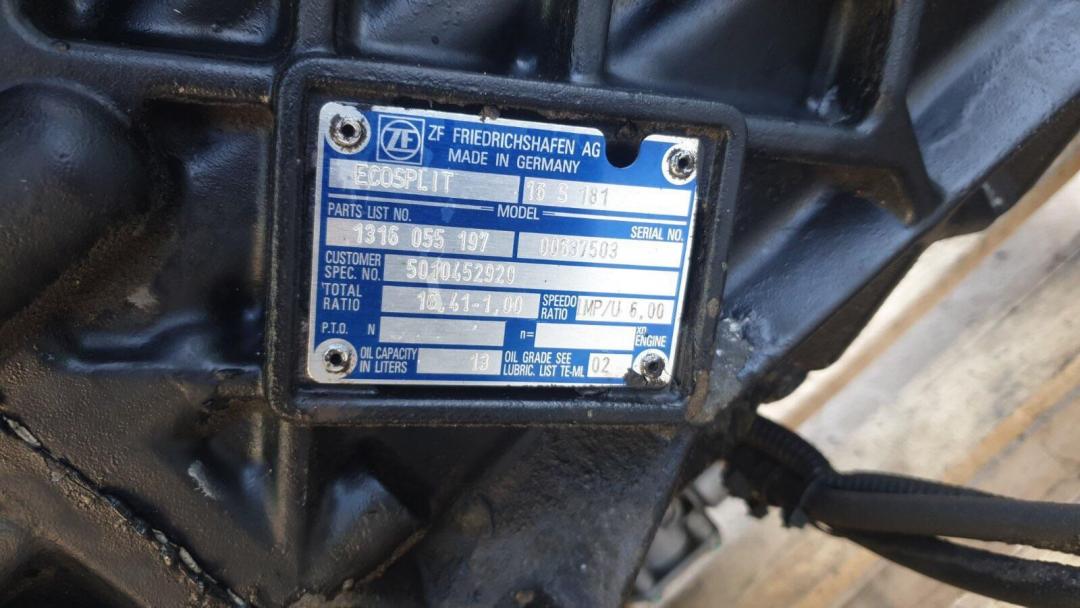 ZF FRIEDRICHSHAFEN AG
MADE IN GERMANY
ECOSPLIT 16 S 181
PARTS LIST NO. MODEL SERIAL NO.
1316 055 197 00637503
CUSTOMER SPEC. NO. 5010452920
TOTAL RATIO 16,41-1,00 SPEEDO RATIO MP/U 6,00
P.T.O. N n= xn ENGINE
OIL CAPACITY IN LITERS 13 OIL GRADE SEE LUBRIC. LIST TE-ML 02